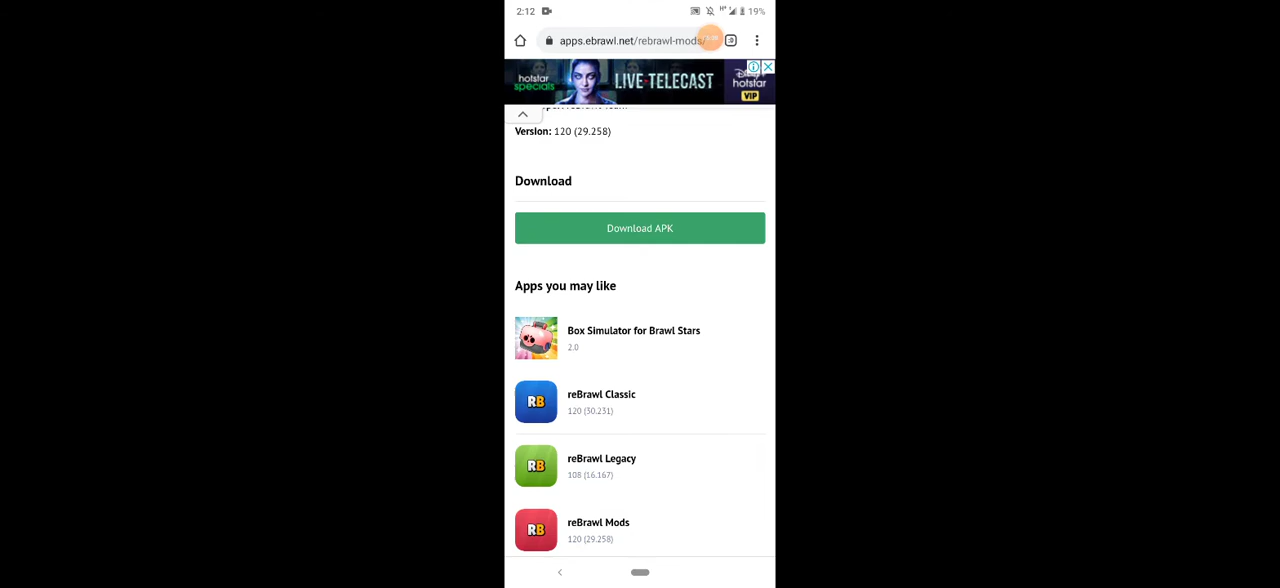 2:12
H+
19%
apps.ebrawl.net/rebrawl-mods/
:D
hotstar
specials
LIVE TELECAST
Disney+
hotstar
VIP
Version: 120 (29.258)
Download
Download APK
Apps you may like
Box Simulator for Brawl Stars
2.0
reBrawl Classic
120 (30.231)
RB
reBrawl Legacy
108 (16.167)
RB
reBrawl Mods
120 (29.258)
RB